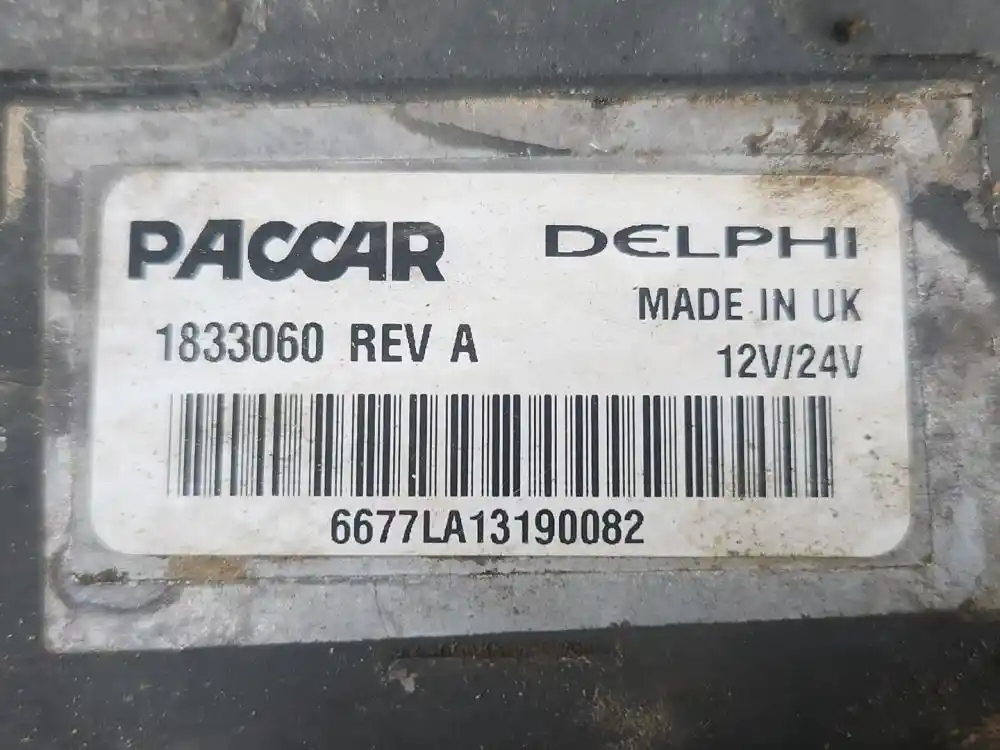 PACCAR
DELPHI
MADE IN UK
1833060 REV A
12V/24V
6677LA13190082